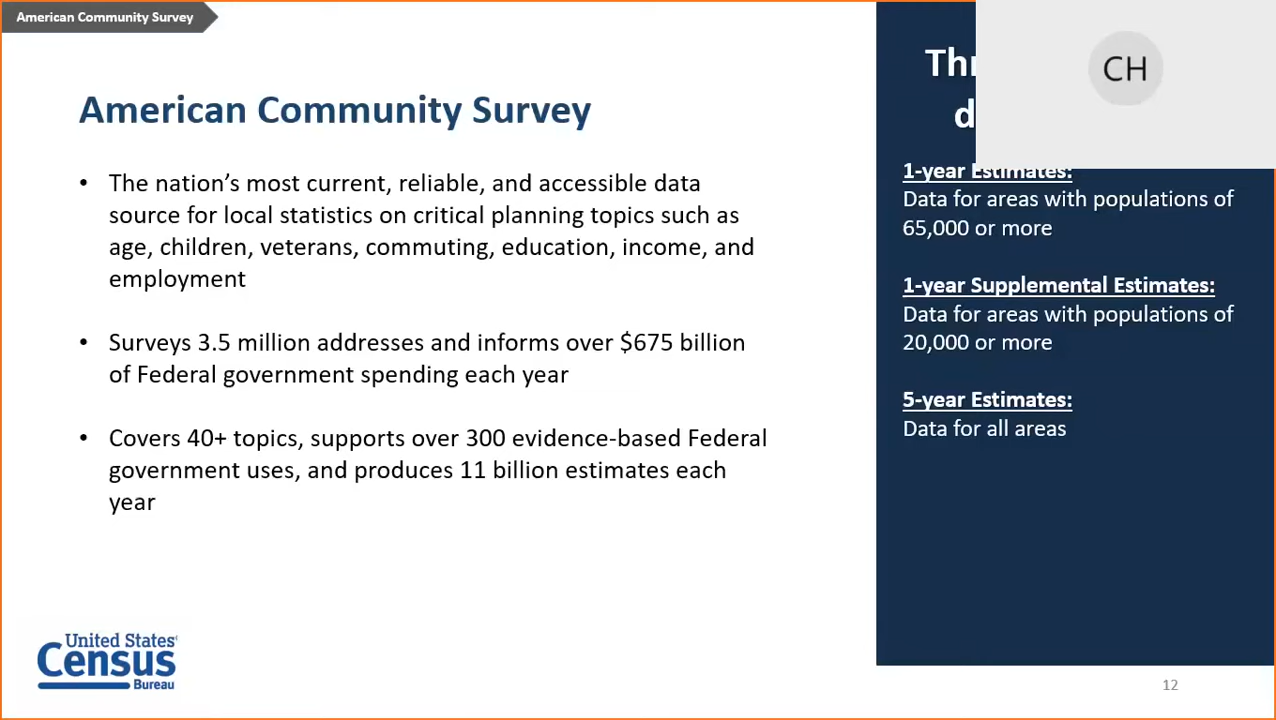 American Community Survey
American Community Survey
• The nation’s most current, reliable, and accessible data
source for local statistics on critical planning topics such as
age, children, veterans, commuting, education, income, and
employment
• Surveys 3.5 million addresses and informs over $675 billion
of Federal government spending each year
• Covers 40+ topics, supports over 300 evidence-based Federal
government uses, and produces 11 billion estimates each
year
United States
Census
Bureau
CH
1-year Estimates:
Data for areas with populations of
65,000 or more
1-year Supplemental Estimates:
Data for areas with populations of
20,000 or more
5-year Estimates:
Data for all areas
12